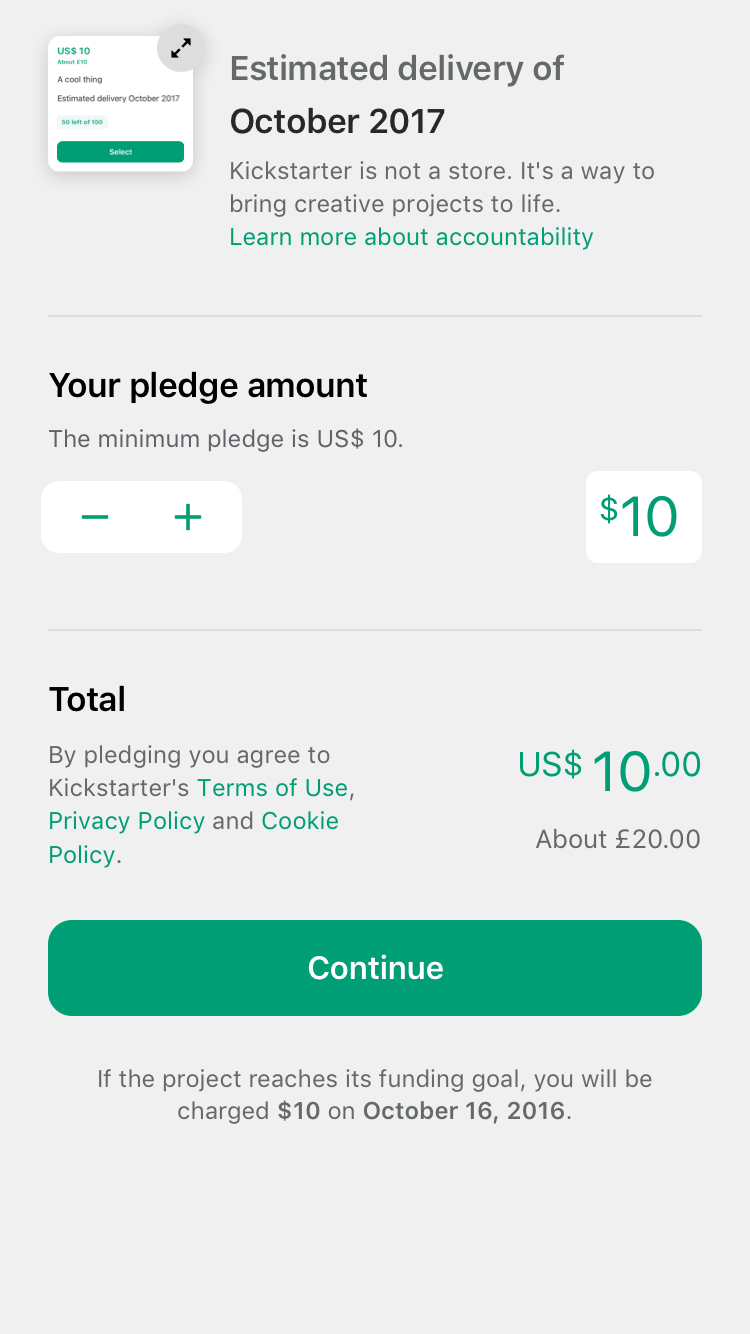 US$ 10
About £10
A cool thing
Estimated delivery October 2017
50 left of 100
Select
Estimated delivery of
October 2017
Kickstarter is not a store. It's a way to
bring creative projects to life.
Learn more about accountability
Your pledge amount
The minimum pledge is US$ 10.
$10
Total
By pledging you agree to
Kickstarter's Terms of Use,
Privacy Policy and Cookie
Policy.
US$ 10.00
About £20.00
Continue
If the project reaches its funding goal, you will be
charged $10 on October 16, 2016.